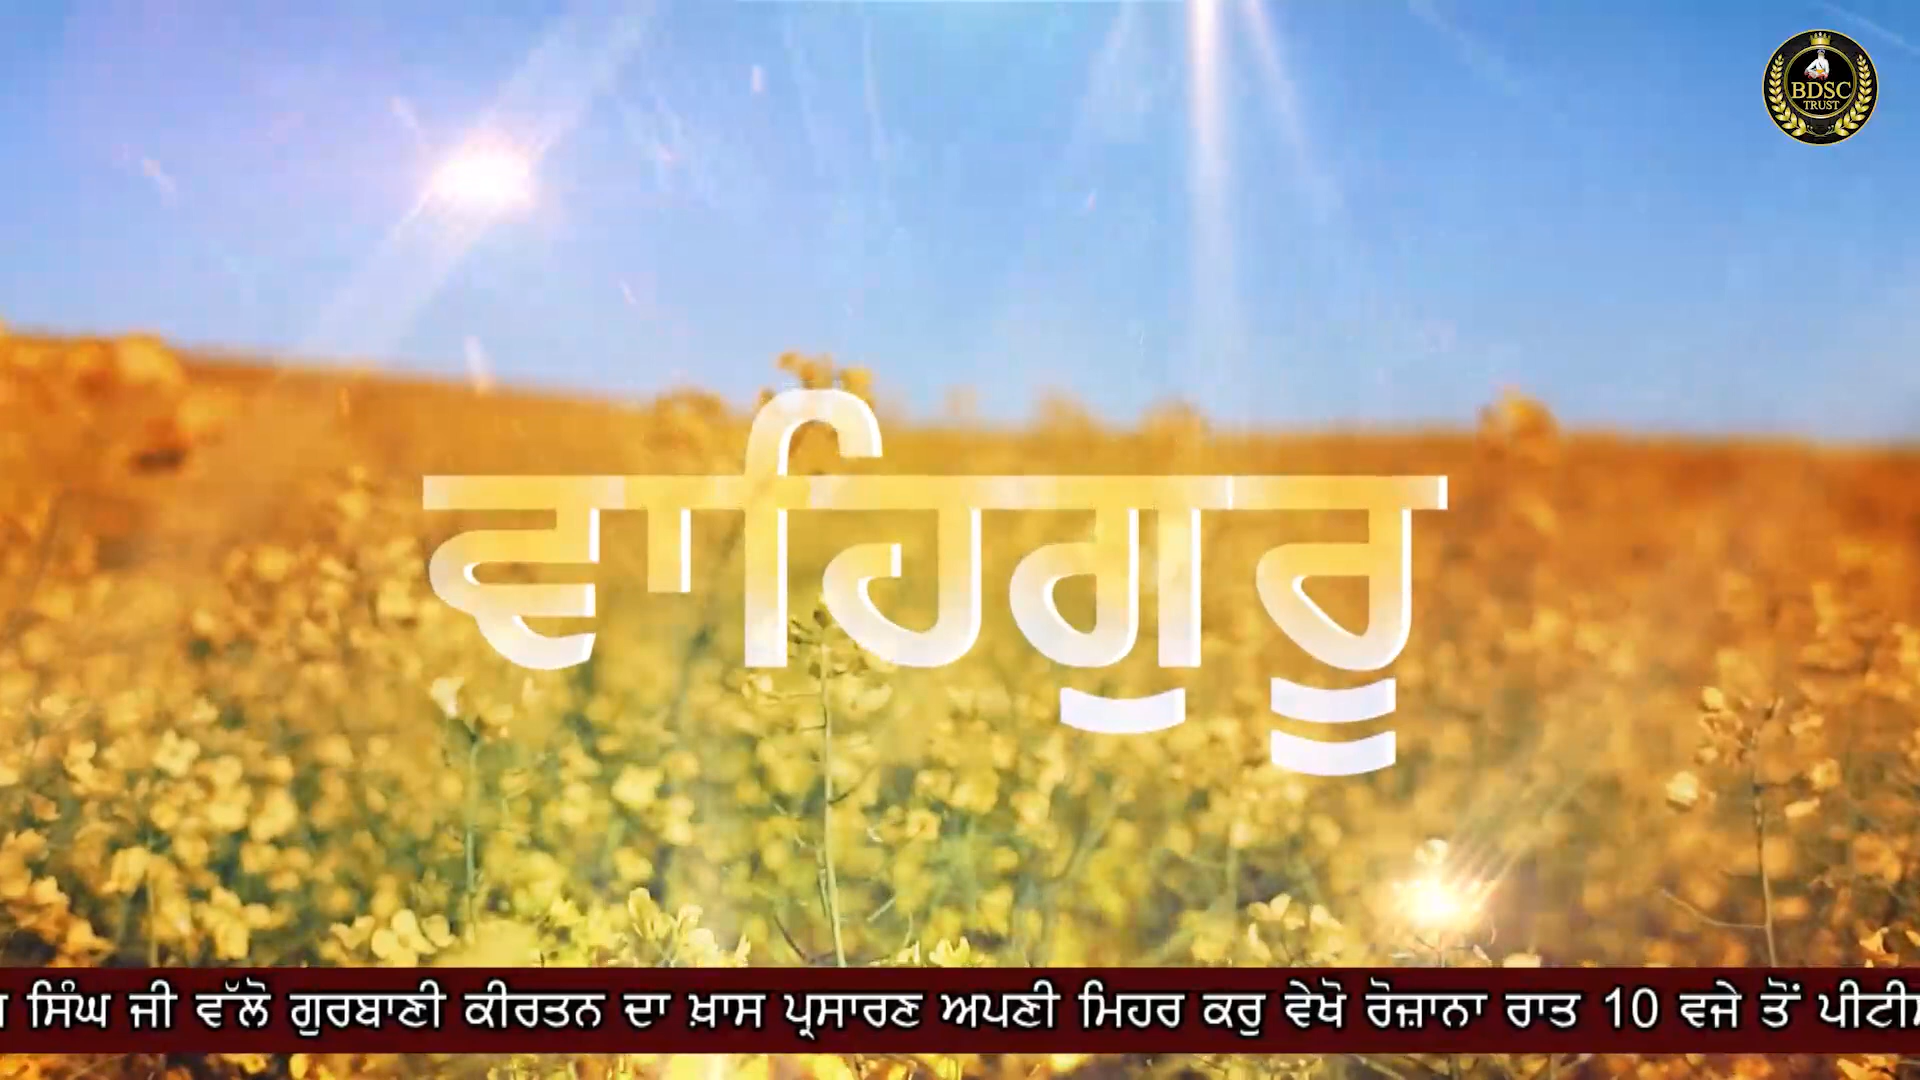 BDSC
TRUST
ਵਾਹਿਗੁਰੂ
ਸਿੰਘ ਜੀ ਵੱਲੋ ਗੁਰਬਾਣੀ ਕੀਰਤਨ ਦਾ ਖ਼ਾਸ ਪ੍ਰਸਾਰਣ ਅਪਣੀ ਮਿਹਰ ਕਰੁ ਵੇਖੋ ਰੋਜ਼ਾਨਾ ਰਾਤ 10 ਵਜੇ ਤੋਂ